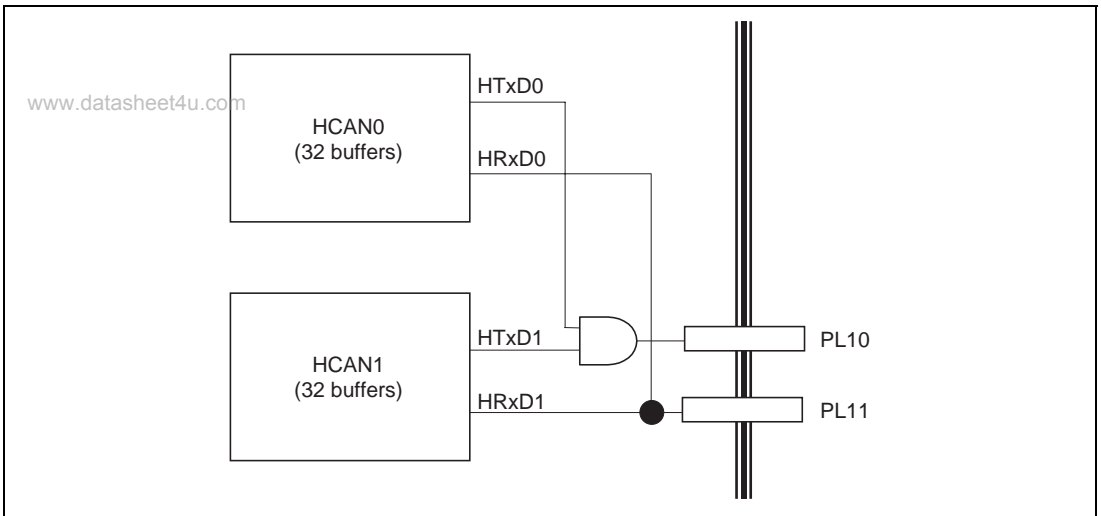 www.datasheet4u.com
HCAN0
(32 buffers)
HTxD0
HRxD0
HCAN1
(32 buffers)
HTxD1
HRxD1
PL10
PL11